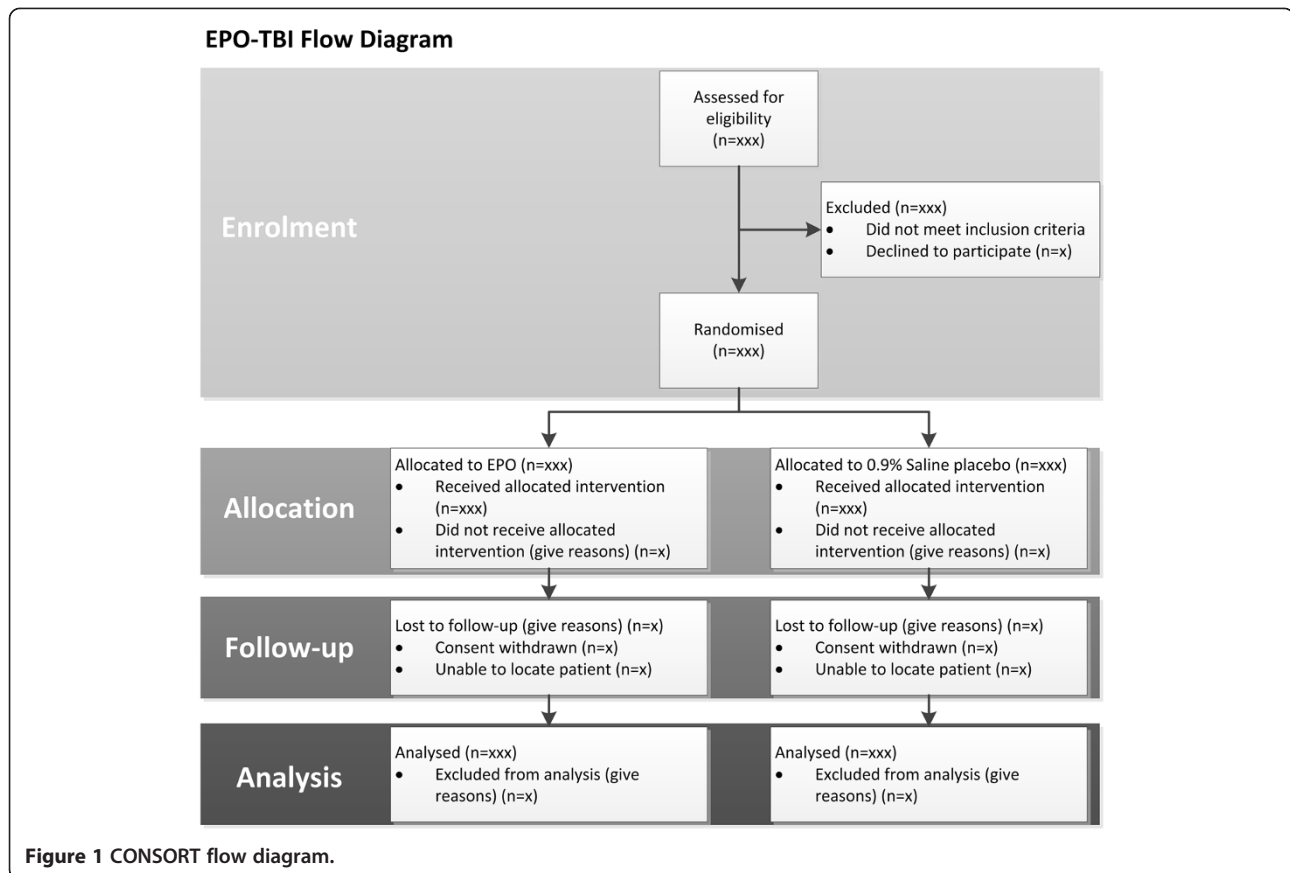 EPO-TBI Flow Diagram
Assessed for
eligibility
(n=xxx)
Enrolment
Excluded (n=xxx)
• Did not meet inclusion criteria
• Declined to participate (n=x)
Randomised
(n=xxx)
Allocation
Allocated to EPO (n=xxx)
• Received allocated intervention
(n=xxx)
• Did not receive allocated
intervention (give reasons) (n=x)
Allocated to 0.9% Saline placebo (n=xxx)
• Received allocated intervention
(n=xxx)
• Did not receive allocated
intervention (give reasons) (n=x)
Follow-up
Lost to follow-up (give reasons) (n=x)
• Consent withdrawn (n=x)
• Unable to locate patient (n=x)
Lost to follow-up (give reasons) (n=x)
• Consent withdrawn (n=x)
• Unable to locate patient (n=x)
Analysis
Analysed (n=xxx)
• Excluded from analysis (give
reasons) (n=x)
Analysed (n=xxx)
• Excluded from analysis (give
reasons) (n=x)
Figure 1 CONSORT flow diagram.